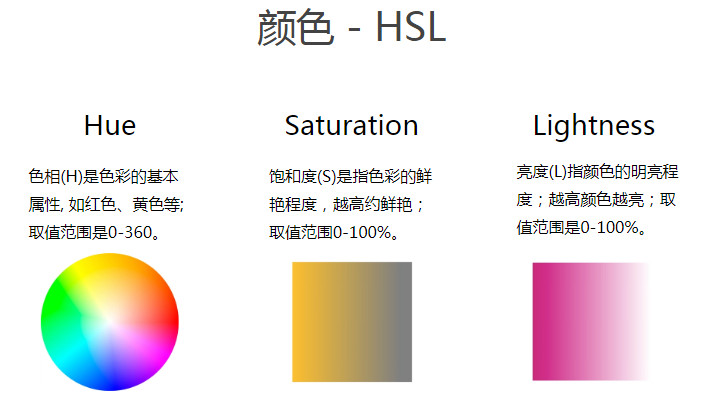 颜色 - HSL
Hue
色相(H)是色彩的基本
属性, 如红色、黄色等;
取值范围是0-360。
Saturation
饱和度(S)是指色彩的鲜
艳程度，越高约鲜艳；
取值范围0-100%。
Lightness
亮度(L)指颜色的明亮程
度；越高颜色越亮；取
值范围是0-100%。